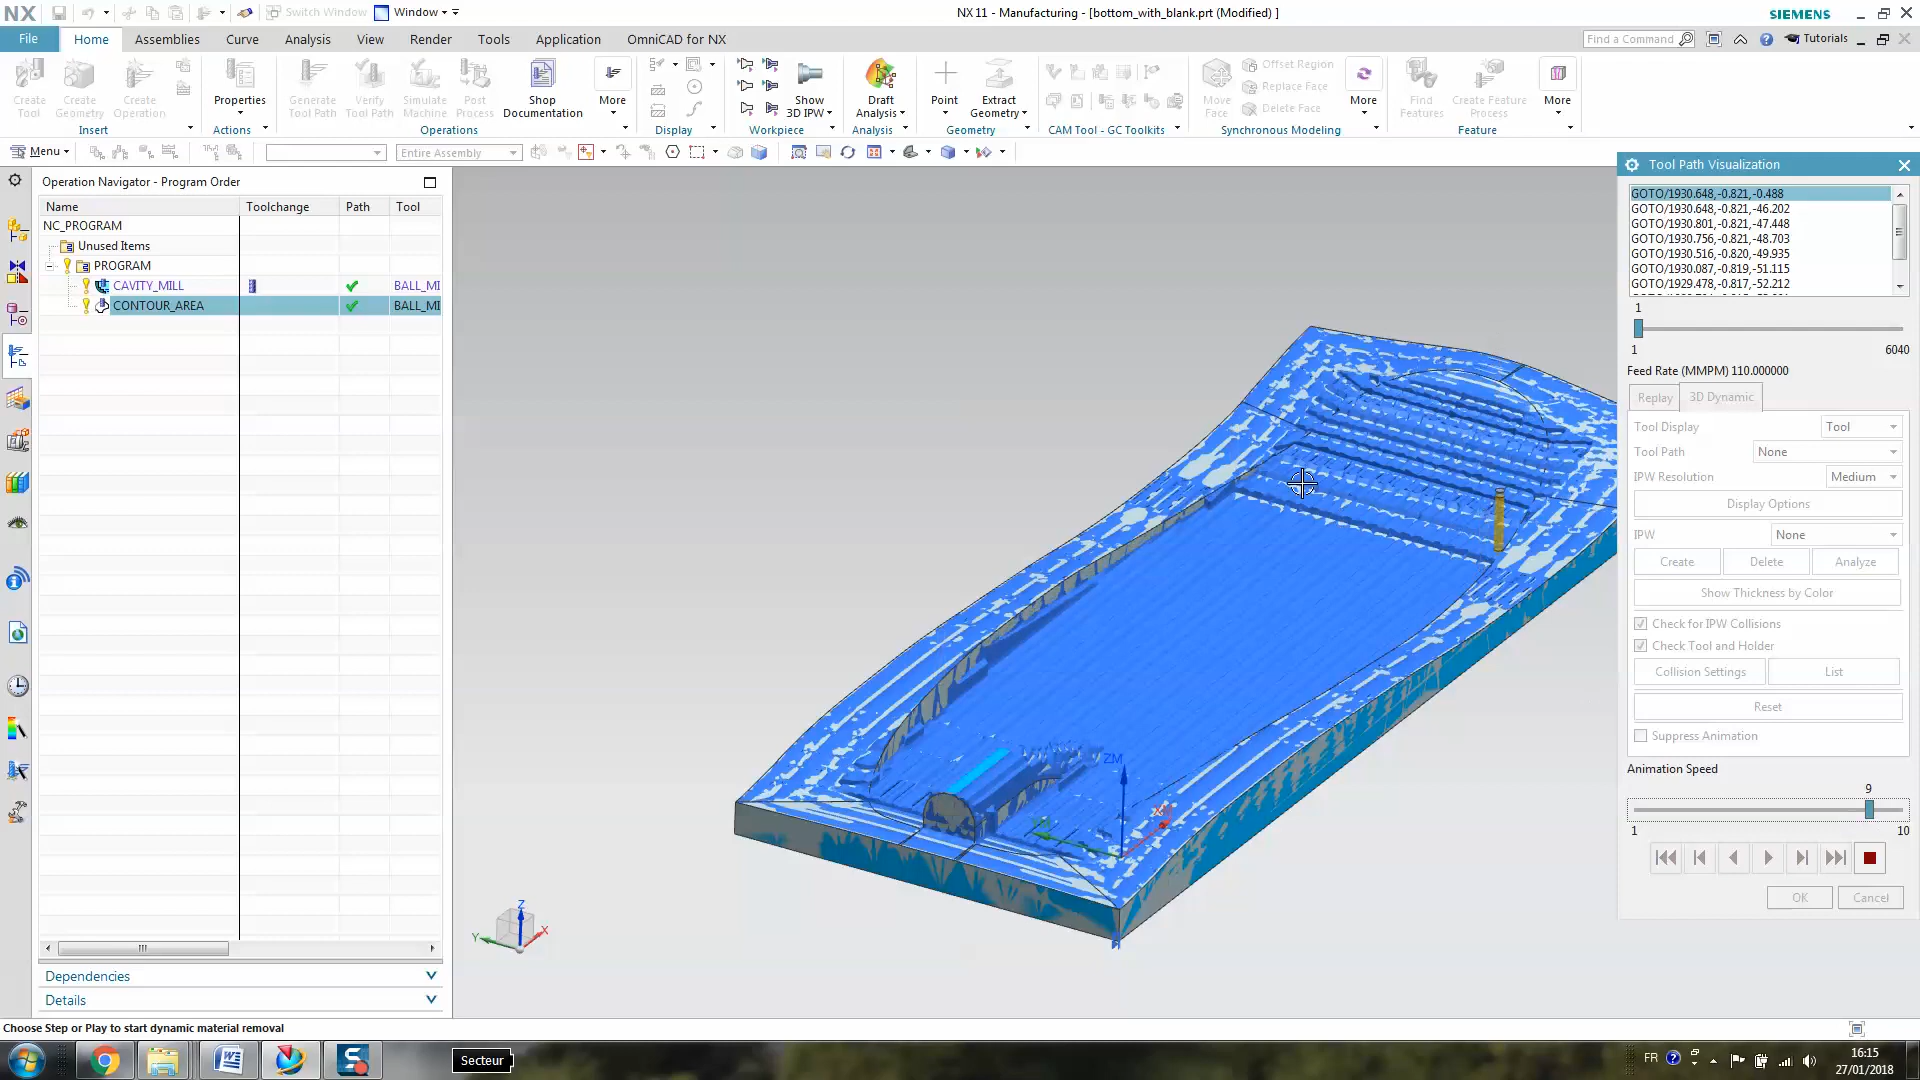 NX
Switch Window
Window
NX 11 - Manufacturing - [bottom_with_blank.prt (Modified) ]
SIEMENS
File
Home
Assemblies
Curve
Analysis
View
Render
Tools
Application
OmniCAD for NX
Find a Command
Tutorials
Create Tool
Create Geometry
Create Operation
Properties
Generate Tool Path
Verify Tool Path
Simulate Machine
Post Process
Shop Documentation
More
Show 3D IPW
Draft Analysis
Point
Extract Geometry
Move Face
Offset Region
Replace Face
Delete Face
More
Find Features
Create Feature Process
More
Insert
Actions
Operations
Display
Workpiece
Analysis
Geometry
CAM Tool - GC Toolkits
Synchronous Modeling
Feature
Menu
Entire Assembly
Operation Navigator - Program Order
Name
Toolchange
Path
Tool
NC_PROGRAM
Unused Items
PROGRAM
CAVITY_MILL
BALL_MI
CONTOUR_AREA
BALL_MI
Dependencies
Details
ZM
Z
X
Y
Tool Path Visualization
GOTO/1930.648,-0.821,-0.488
GOTO/1930.648,-0.821,-46.202
GOTO/1930.801,-0.821,-47.448
GOTO/1930.756,-0.821,-48.703
GOTO/1930.516,-0.820,-49.935
GOTO/1930.087,-0.819,-51.115
GOTO/1929.478,-0.817,-52.212
1
1
6040
Feed Rate (MMPM) 110.000000
Replay
3D Dynamic
Tool Display
Tool
Tool Path
None
IPW Resolution
Medium
Display Options
IPW
None
Create
Delete
Analyze
Show Thickness by Color
Check for IPW Collisions
Check Tool and Holder
Collision Settings
List
Reset
Suppress Animation
Animation Speed
9
1
10
OK
Cancel
Choose Step or Play to start dynamic material removal
Secteur
FR
16:15
27/01/2018